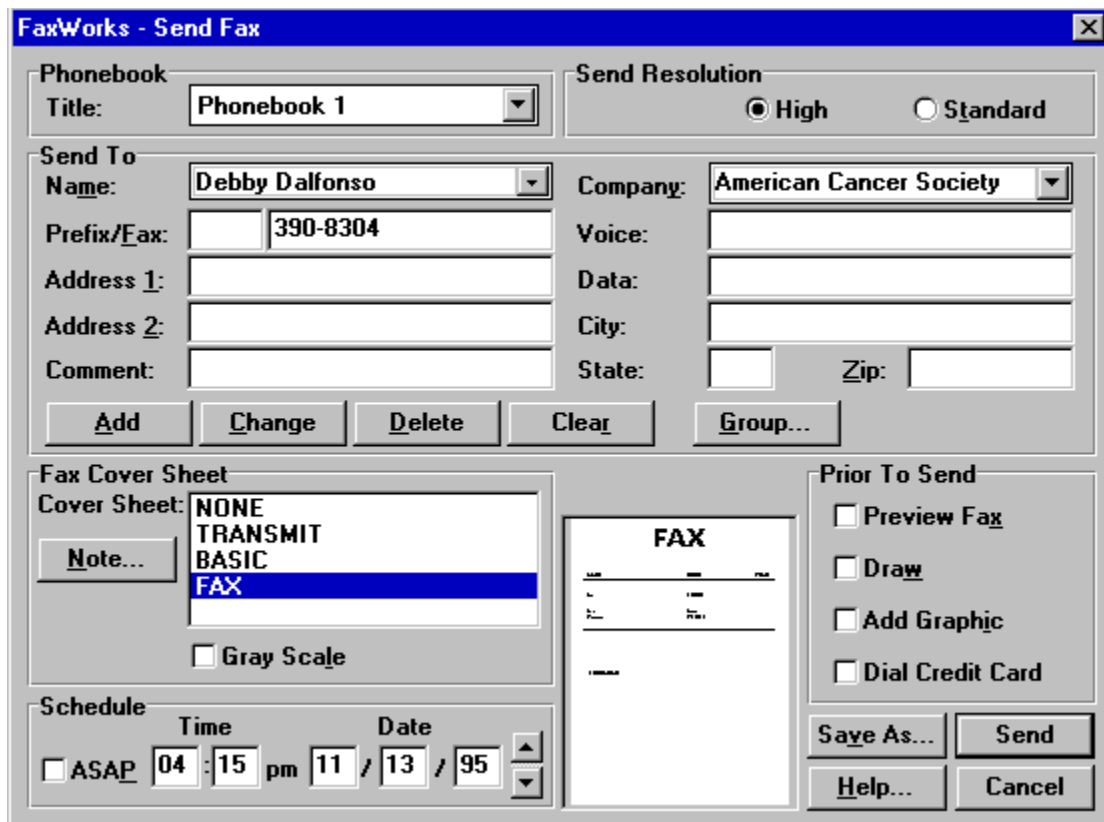 FaxWorks - Send Fax
Phonebook
Title: Phonebook 1
Send Resolution
High Standard
Send To
Name: Debby Dalfonso
Company: American Cancer Society
Prefix/Fax: 390-8304
Voice:
Address 1:
Data:
Address 2:
City:
Comment:
State: Zip:
Add Change Delete Clear Group...
Fax Cover Sheet
Cover Sheet: NONE
TRANSMIT
BASIC
FAX
Note...
Gray Scale
FAX
Prior To Send
Preview Fax
Draw
Add Graphic
Dial Credit Card
Schedule
Time Date
ASAP 04 : 15 pm 11 / 13 / 95
Save As... Send
Help... Cancel